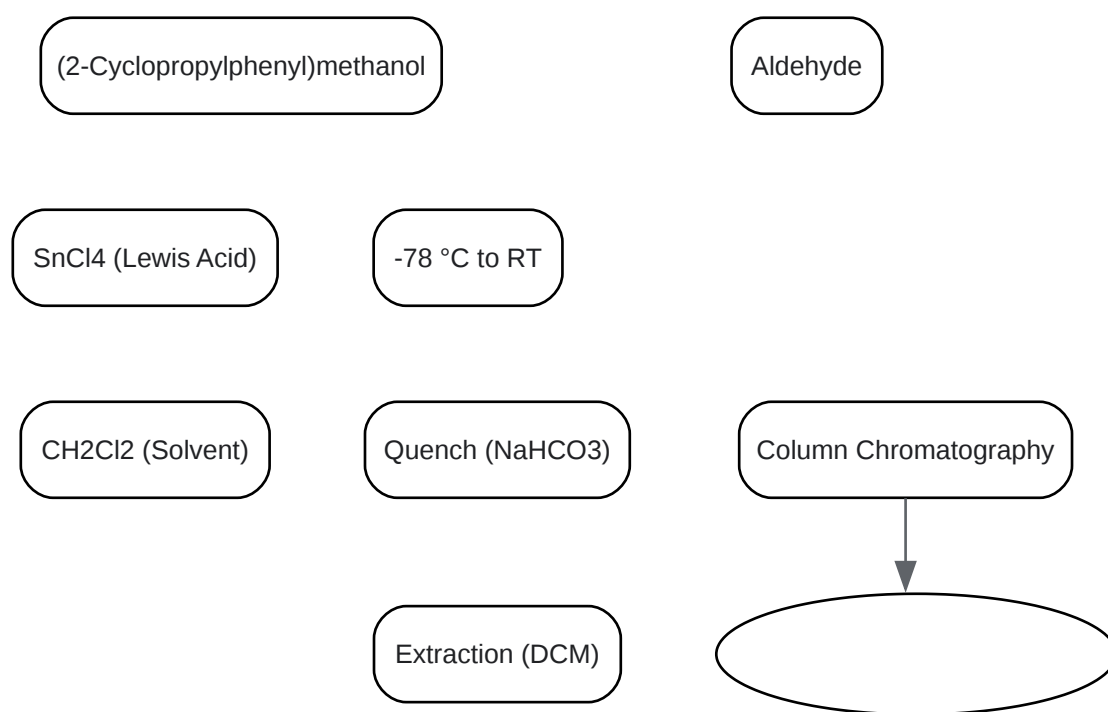 (2-Cyclopropylphenyl)methanol
Aldehyde
SnCl4 (Lewis Acid)
-78 °C to RT
CH2Cl2 (Solvent)
Quench (NaHCO3)
Column Chromatography
Extraction (DCM)